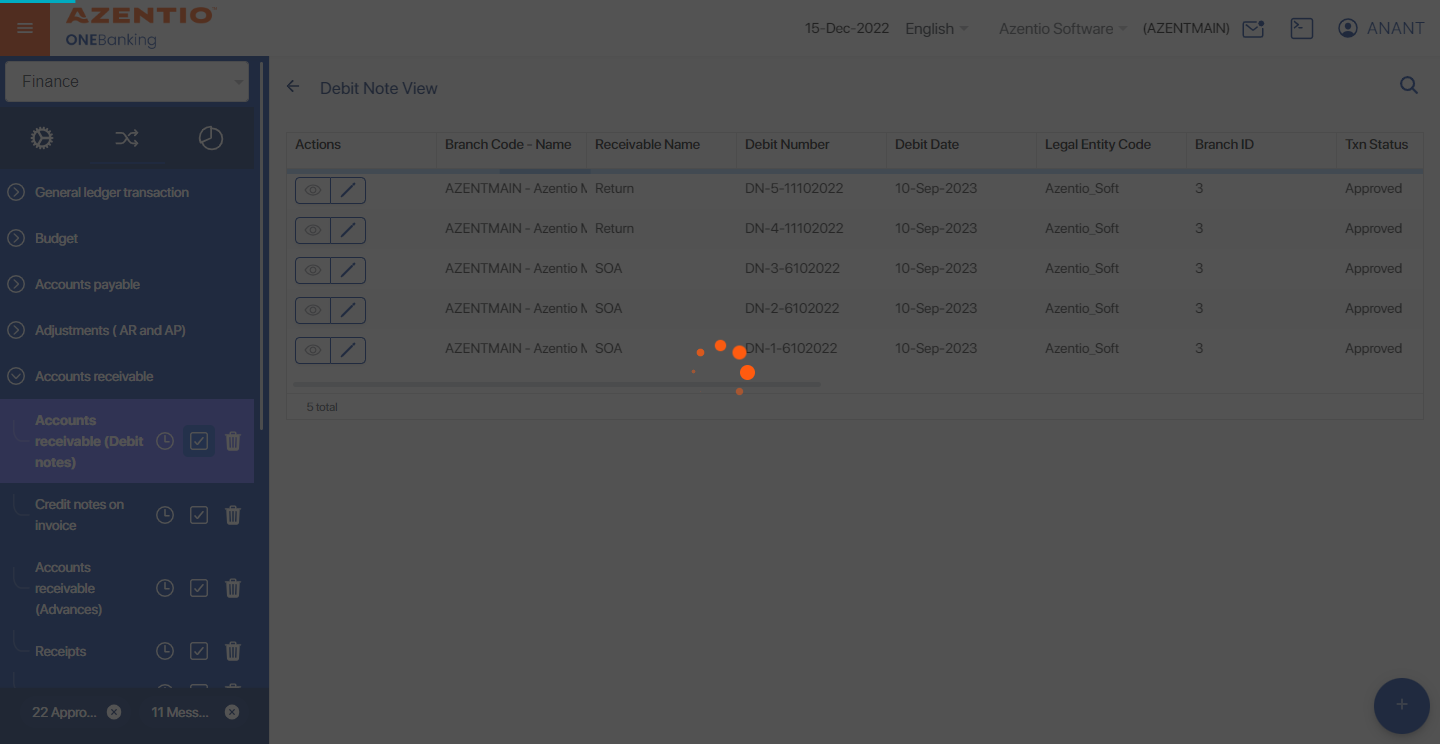 AZENTIO
ONEBanking
15-Dec-2022 English Azentio Software (AZENTMAIN) ANANT
Finance
Debit Note View
General ledger transaction
Budget
Accounts payable
Adjustments ( AR and AP)
Accounts receivable
Accounts
receivable (Debit
notes)
Credit notes on
invoice
Accounts
receivable
(Advances)
Receipts
22 Appro...
11 Mess...
Actions Branch Code - Name Receivable Name Debit Number Debit Date Legal Entity Code Branch ID Txn Status
AZENTMAIN - Azentio M Return DN-5-11102022 10-Sep-2023 Azentio_Soft 3 Approved
AZENTMAIN - Azentio M Return DN-4-11102022 10-Sep-2023 Azentio_Soft 3 Approved
AZENTMAIN - Azentio M SOA DN-3-6102022 10-Sep-2023 Azentio_Soft 3 Approved
AZENTMAIN - Azentio M SOA DN-2-6102022 10-Sep-2023 Azentio_Soft 3 Approved
AZENTMAIN - Azentio M SOA DN-1-6102022 10-Sep-2023 Azentio_Soft 3 Approved
5 total